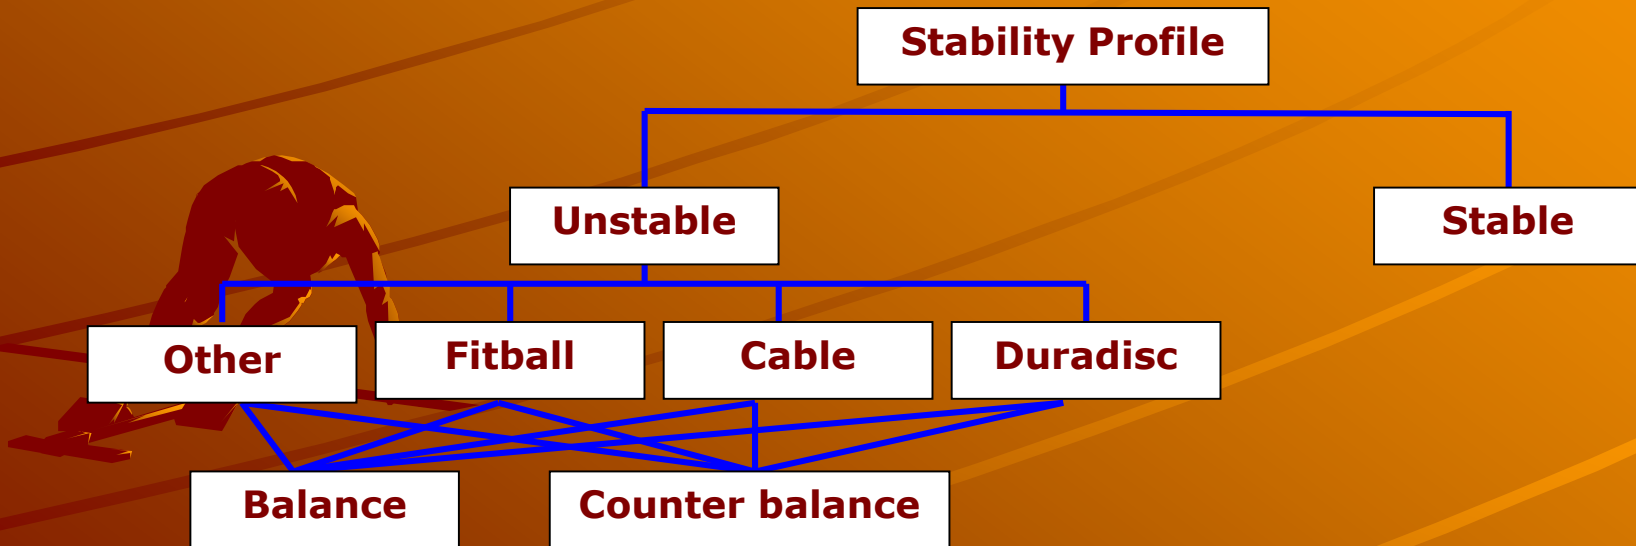 Stability Profile
Unstable
Stable
Other
Fitball
Cable
Duradisc
Balance
Counter balance